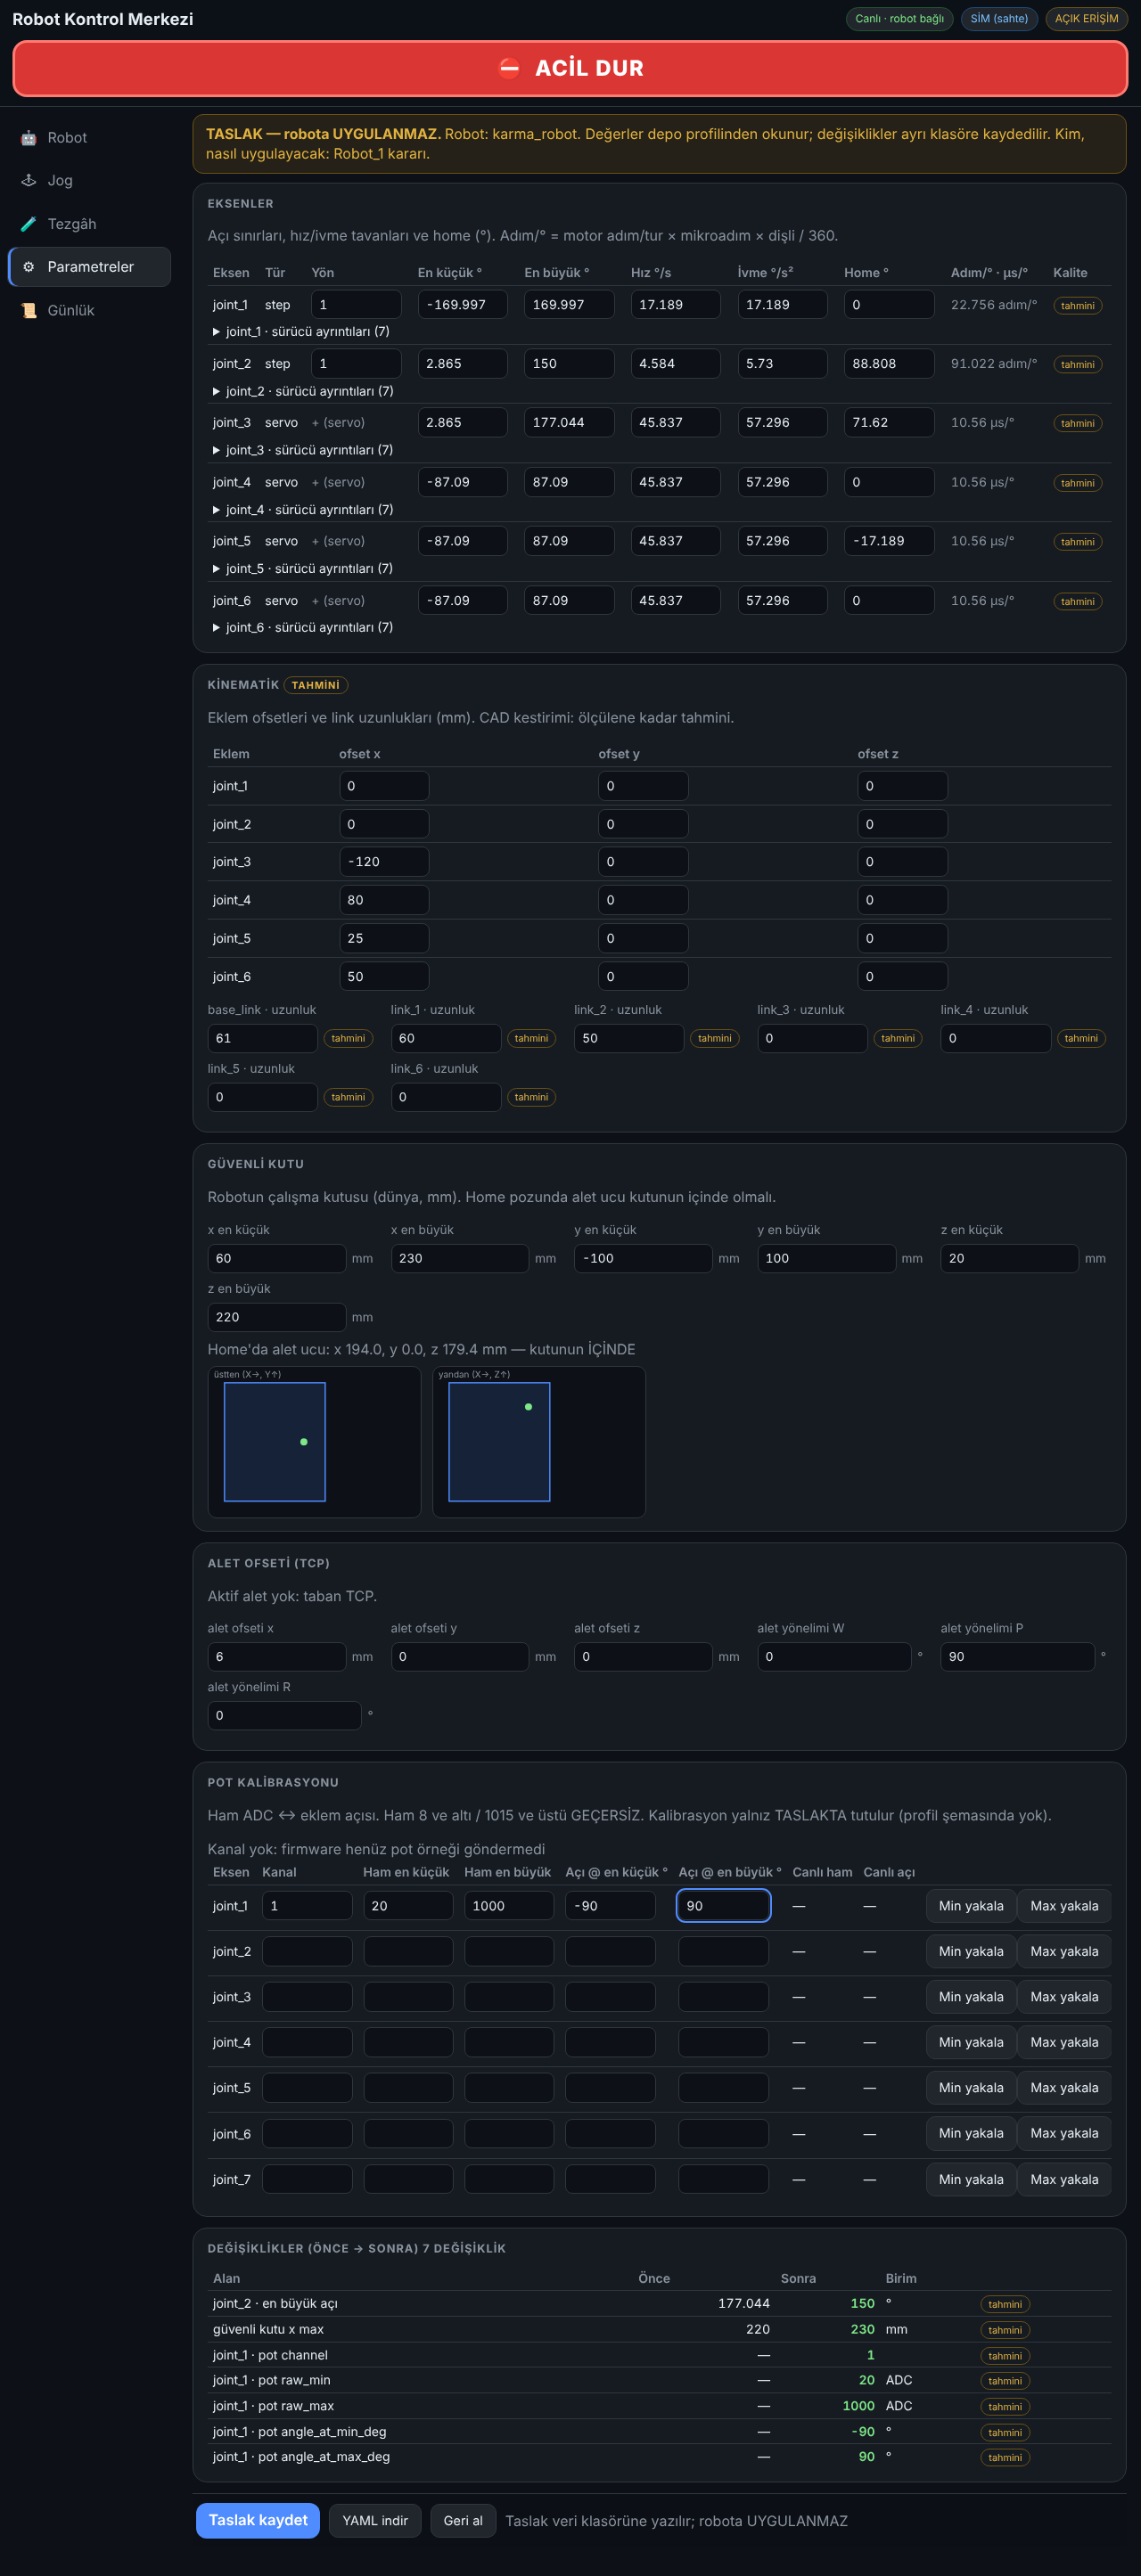 Robot Kontrol Merkezi
Canlı · robot bağlı
SİM (sahte)
AÇIK ERİŞİM
⛔ ACİL DUR
🤖 Robot
🕹 Jog
🧪 Tezgâh
⚙ Parametreler
📜 Günlük
TASLAK — robota UYGULANMAZ. Robot: karma_robot. Değerler depo profilinden okunur; değişiklikler ayrı klasöre kaydedilir. Kim,
nasıl uygulayacak: Robot_1 kararı.
EKSENLER
Açı sınırları, hız/ivme tavanları ve home (°). Adım/° = motor adım/tur × mikroadım × dişli / 360.
Eksen Tür Yön En küçük ° En büyük ° Hız °/s İvme °/s² Home ° Adım/° · µs/° Kalite
joint_1 step 1 -169.997 169.997 17.189 17.189 0 22.756 adım/° tahmini
▶ joint_1 · sürücü ayrıntıları (7)
joint_2 step 1 2.865 150 4.584 5.73 88.808 91.022 adım/° tahmini
▶ joint_2 · sürücü ayrıntıları (7)
joint_3 servo + (servo) 2.865 177.044 45.837 57.296 71.62 10.56 µs/° tahmini
▶ joint_3 · sürücü ayrıntıları (7)
joint_4 servo + (servo) -87.09 87.09 45.837 57.296 0 10.56 µs/° tahmini
▶ joint_4 · sürücü ayrıntıları (7)
joint_5 servo + (servo) -87.09 87.09 45.837 57.296 -17.189 10.56 µs/° tahmini
▶ joint_5 · sürücü ayrıntıları (7)
joint_6 servo + (servo) -87.09 87.09 45.837 57.296 0 10.56 µs/° tahmini
▶ joint_6 · sürücü ayrıntıları (7)
KİNEMATİK TAHMİNİ
Eklem ofsetleri ve link uzunlukları (mm). CAD kestirimi: ölçülene kadar tahmini.
Eklem ofset x ofset y ofset z
joint_1 0 0 0
joint_2 0 0 0
joint_3 -120 0 0
joint_4 80 0 0
joint_5 25 0 0
joint_6 50 0 0
base_link · uzunluk link_1 · uzunluk link_2 · uzunluk link_3 · uzunluk link_4 · uzunluk
61 tahmini 60 tahmini 50 tahmini 0 tahmini 0 tahmini
link_5 · uzunluk link_6 · uzunluk
0 tahmini 0 tahmini
GÜVENLİ KUTU
Robotun çalışma kutusu (dünya, mm). Home pozunda alet ucu kutunun içinde olmalı.
x en küçük x en büyük y en küçük y en büyük z en küçük
60 mm 230 mm -100 mm 100 mm 20 mm
z en büyük
220 mm
Home'da alet ucu: x 194.0, y 0.0, z 179.4 mm — kutunun İÇİNDE
üstten (X→, Y↑) yandan (X→, Z↑)
ALET OFSETİ (TCP)
Aktif alet yok: taban TCP.
alet ofseti x alet ofseti y alet ofseti z alet yönelimi W alet yönelimi P
6 mm 0 mm 0 mm 0 ° 90 °
alet yönelimi R
0 °
POT KALİBRASYONU
Ham ADC ↔ eklem açısı. Ham 8 ve altı / 1015 ve üstü GEÇERSİZ. Kalibrasyon yalnız TASLAKTA tutulur (profil şemasında yok).
Kanal yok: firmware henüz pot örneği göndermedi
Eksen Kanal Ham en küçük Ham en büyük Açı @ en küçük ° Açı @ en büyük ° Canlı ham Canlı açı
joint_1 1 20 1000 -90 90 — — Min yakala Max yakala
joint_2 — — Min yakala Max yakala
joint_3 — — Min yakala Max yakala
joint_4 — — Min yakala Max yakala
joint_5 — — Min yakala Max yakala
joint_6 — — Min yakala Max yakala
joint_7 — — Min yakala Max yakala
DEĞİŞİKLİKLER (ÖNCE → SONRA) 7 DEĞİŞİKLİK
Alan Önce Sonra Birim
joint_2 · en büyük açı 177.044 150 ° tahmini
güvenli kutu x max 220 230 mm tahmini
joint_1 · pot channel — 1 tahmini
joint_1 · pot raw_min — 20 ADC tahmini
joint_1 · pot raw_max — 1000 ADC tahmini
joint_1 · pot angle_at_min_deg — -90 ° tahmini
joint_1 · pot angle_at_max_deg — 90 ° tahmini
Taslak kaydet YAML indir Geri al Taslak veri klasörüne yazılır; robota UYGULANMAZ